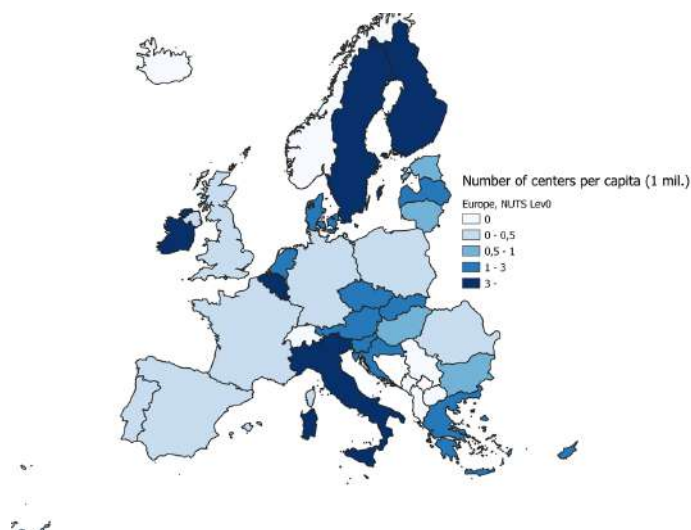 Number of centers per capita (1 mil.)
Europe, NUTS Lev0
0
0 - 0,5
0,5 - 1
1 - 3
3 -